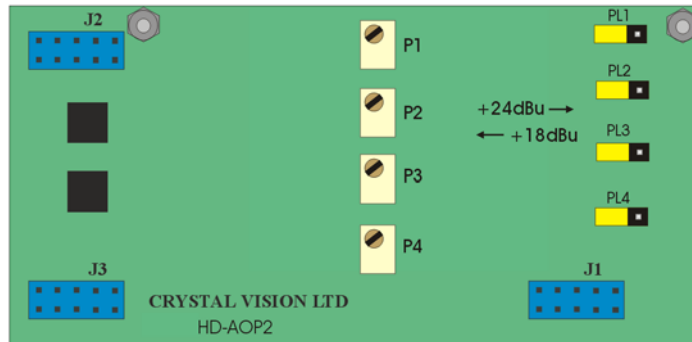 J2
P1
PL1
P2
PL2
+24dBu →
← +18dBu
PL3
P3
PL4
P4
J3
J1
CRYSTAL VISION LTD
HD-AOP2